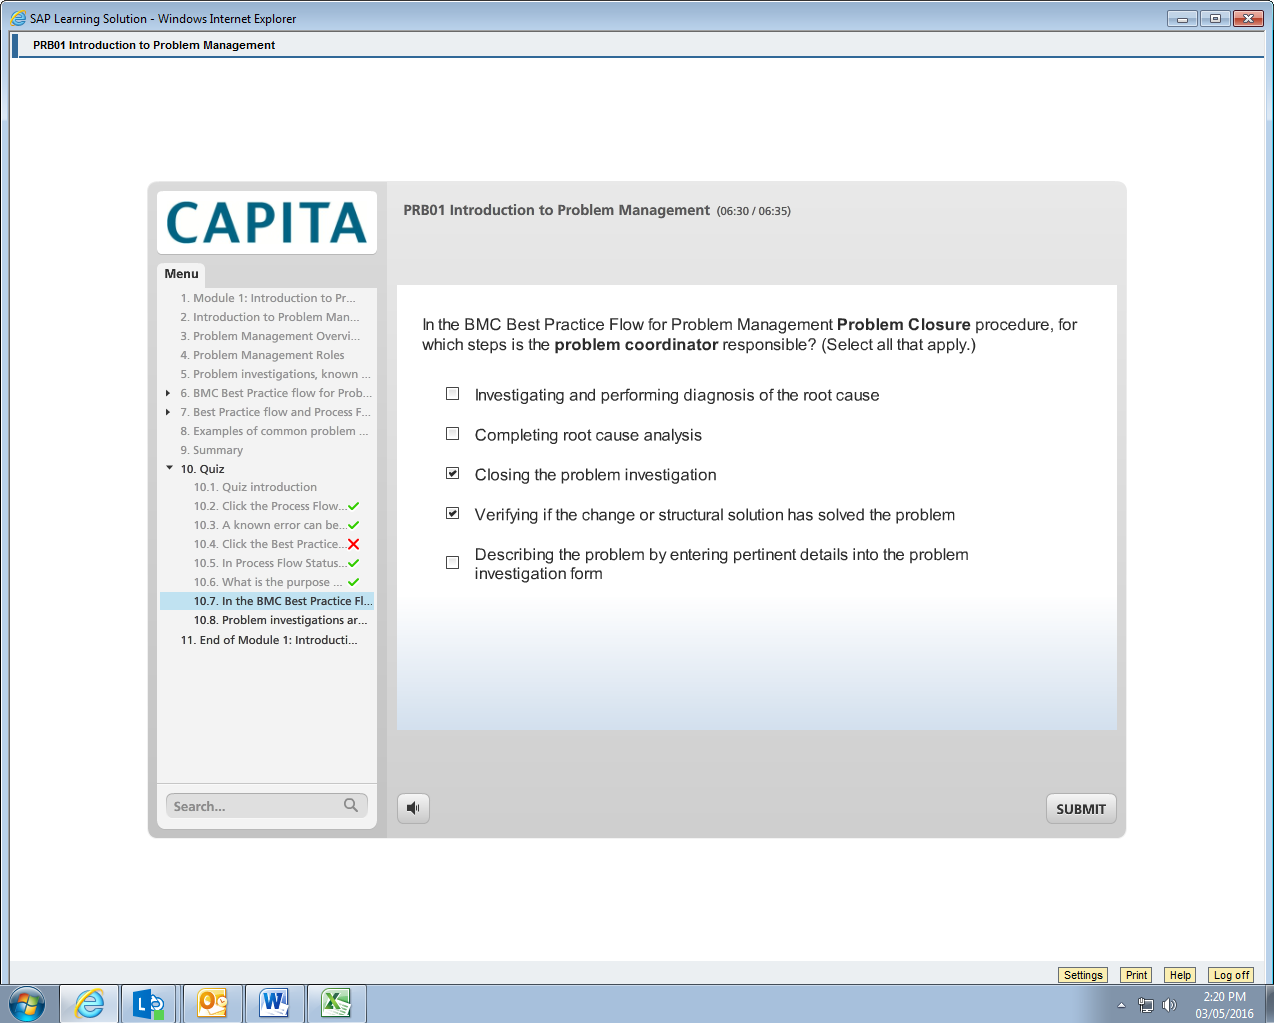 SAP Learning Solution - Windows Internet Explorer
PRB01 Introduction to Problem Management
CAPITA
PRB01 Introduction to Problem Management (06:30 / 06:35)
Menu
1. Module 1: Introduction to Pr...
2. Introduction to Problem Man...
3. Problem Management Overvi...
4. Problem Management Roles
5. Problem investigations, known ...
6. BMC Best Practice flow for Prob...
7. Best Practice flow and Process F...
8. Examples of common problem ...
9. Summary
10. Quiz
10.1. Quiz introduction
10.2. Click the Process Flow...
10.3. A known error can be...
10.4. Click the Best Practice...
10.5. In Process Flow Status...
10.6. What is the purpose ...
10.7. In the BMC Best Practice Fl...
10.8. Problem investigations ar...
11. End of Module 1: Introducti...
Search...
In the BMC Best Practice Flow for Problem Management Problem Closure procedure, for
which steps is the problem coordinator responsible? (Select all that apply.)
Investigating and performing diagnosis of the root cause
Completing root cause analysis
Closing the problem investigation
Verifying if the change or structural solution has solved the problem
Describing the problem by entering pertinent details into the problem
investigation form
SUBMIT
Settings
Print
Help
Log off
2:20 PM
03/05/2016